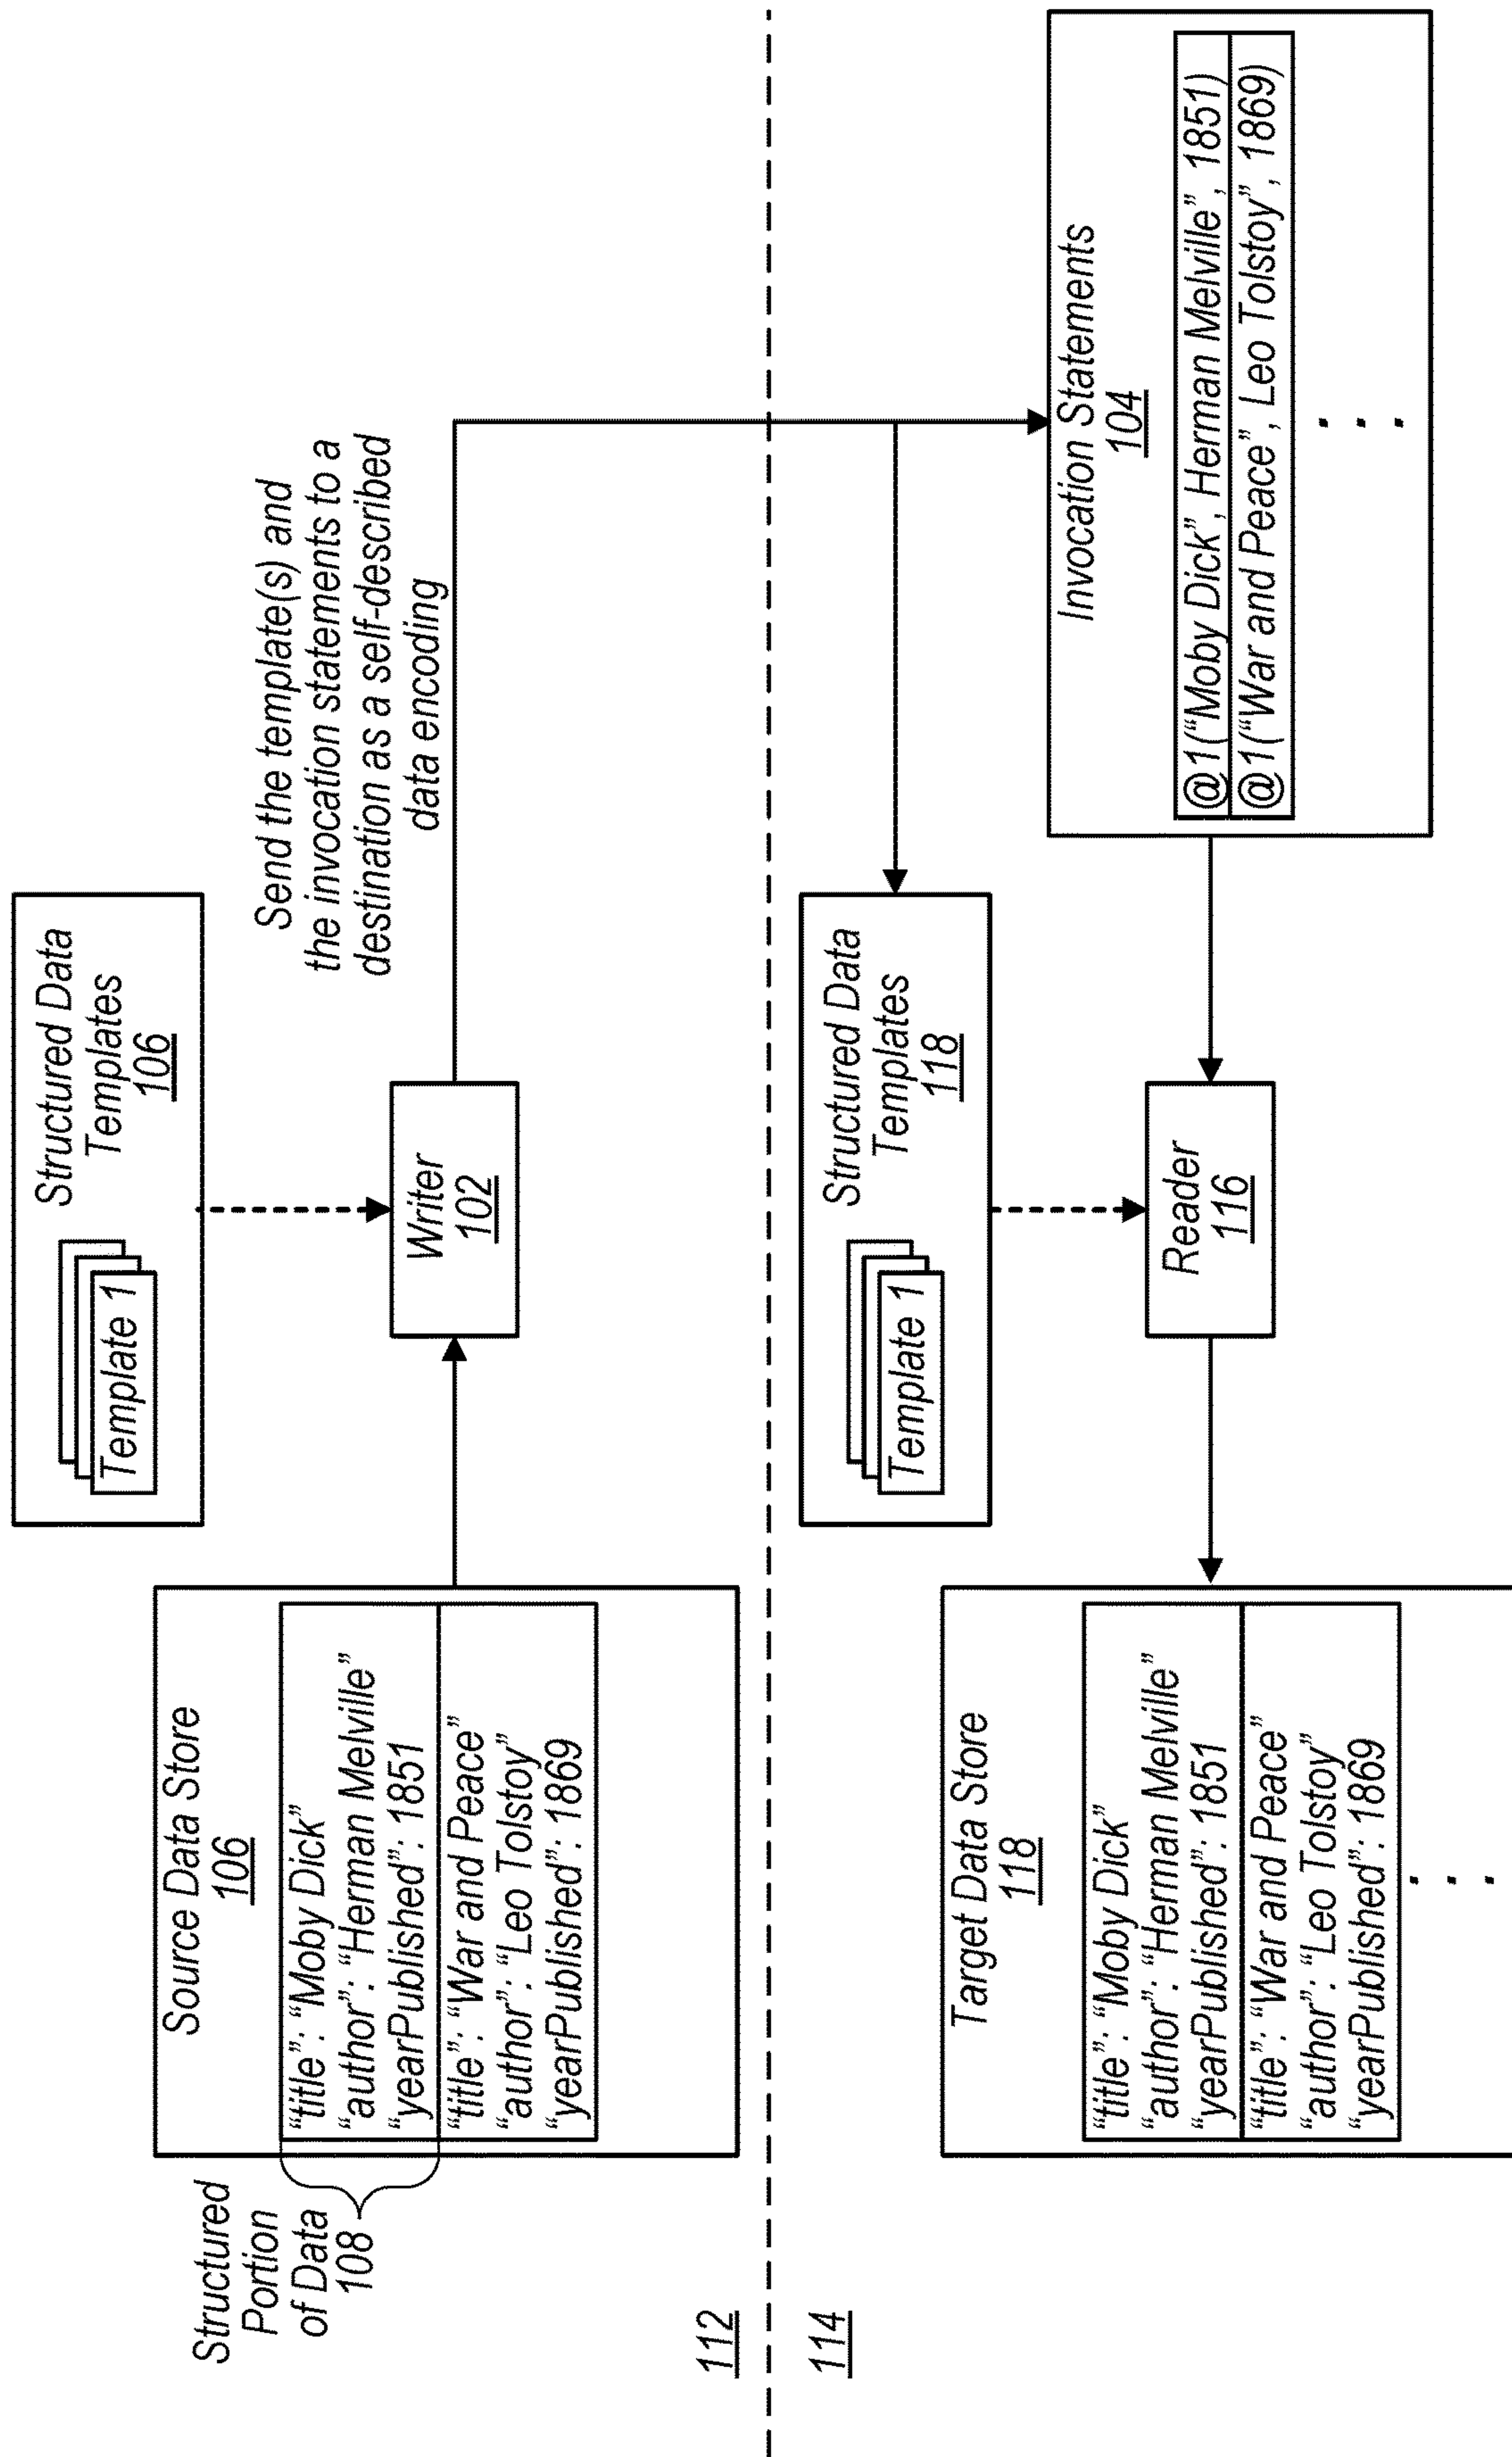 Structured
Portion
of Data
108
Source Data Store
106
“title”: “Moby Dick”
“author”: “Herman Melville”
“yearPublished”: 1851
“title”: “War and Peace”
“author”: “Leo Tolstoy”
“yearPublished”: 1869
Structured Data
Templates
106
Template 1
Writer
102
Send the template(s) and
the invocation statements to a
destination as a self-described
data encoding
112
114
Target Data Store
118
“title”: “Moby Dick”
“author”: “Herman Melville”
“yearPublished”: 1851
“title”: “War and Peace”
“author”: “Leo Tolstoy”
“yearPublished”: 1869
Structured Data
Templates
118
Template 1
Reader
116
Invocation Statements
104
@1(“Moby Dick”, Herman Melville”, 1851)
@1(“War and Peace”, Leo Tolstoy”, 1869)